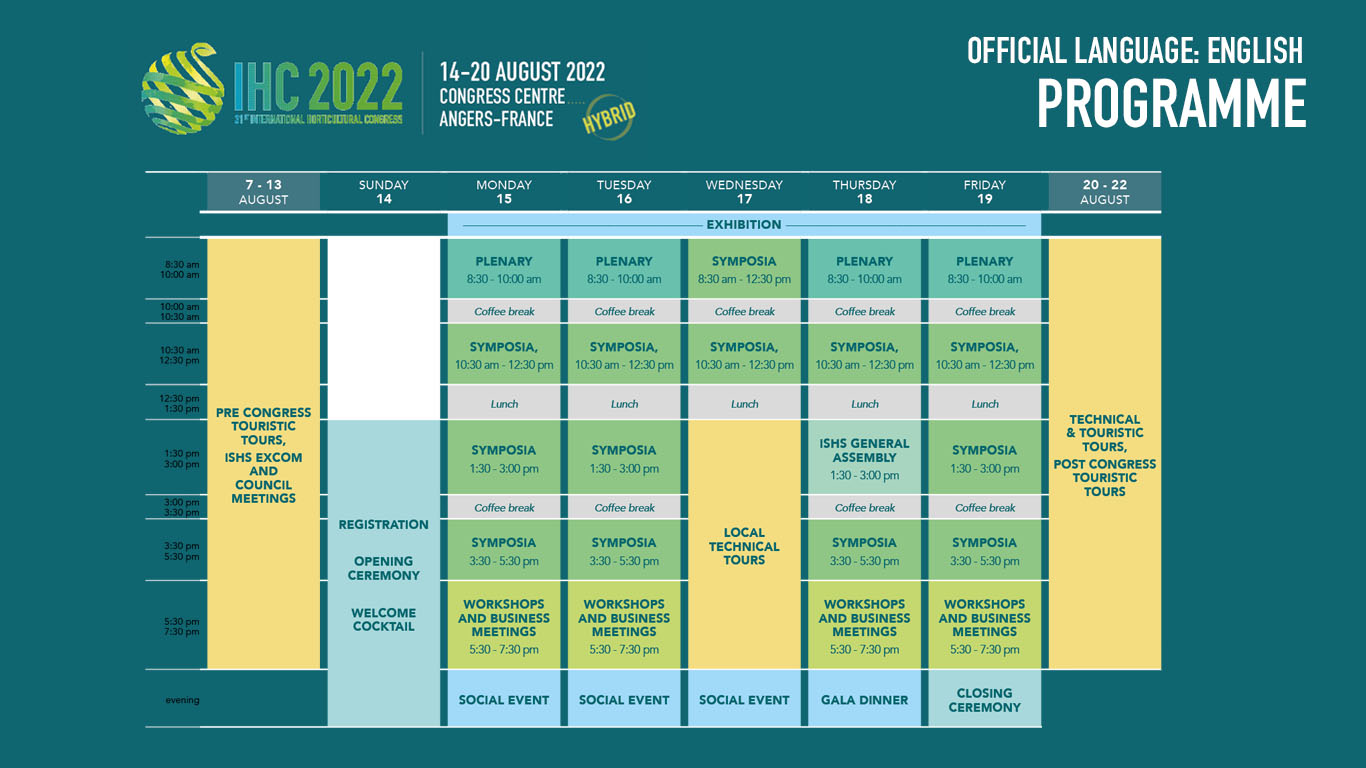 IHC 2022
31st INTERNATIONAL HORTICULTURAL CONGRESS
14-20 AUGUST 2022
CONGRESS CENTRE.....
ANGERS-FRANCE
HYBRID
OFFICIAL LANGUAGE: ENGLISH
PROGRAMME
7 - 13
AUGUST
SUNDAY
14
MONDAY
15
TUESDAY
16
WEDNESDAY
17
THURSDAY
18
FRIDAY
19
20 - 22
AUGUST
EXHIBITION
8:30 am
10:00 am
PLENARY
8:30 - 10:00 am
PLENARY
8:30 - 10:00 am
SYMPOSIA
8:30 am - 12:30 pm
PLENARY
8:30 - 10:00 am
PLENARY
8:30 - 10:00 am
10:00 am
10:30 am
Coffee break
Coffee break
Coffee break
Coffee break
Coffee break
10:30 am
12:30 pm
SYMPOSIA,
10:30 am - 12:30 pm
SYMPOSIA,
10:30 am - 12:30 pm
SYMPOSIA,
10:30 am - 12:30 pm
SYMPOSIA,
10:30 am - 12:30 pm
SYMPOSIA,
10:30 am - 12:30 pm
12:30 pm
1:30 pm
Lunch
Lunch
Lunch
Lunch
Lunch
PRE CONGRESS
TOURISTIC
TOURS,
ISHS EXCOM
AND
COUNCIL
MEETINGS
REGISTRATION
OPENING
CEREMONY
WELCOME
COCKTAIL
1:30 pm
3:00 pm
SYMPOSIA
1:30 - 3:00 pm
SYMPOSIA
1:30 - 3:00 pm
LOCAL
TECHNICAL
TOURS
ISHS GENERAL
ASSEMBLY
1:30 - 3:00 pm
SYMPOSIA
1:30 - 3:00 pm
TECHNICAL
& TOURISTIC
TOURS,
POST CONGRESS
TOURISTIC
TOURS
3:00 pm
3:30 pm
Coffee break
Coffee break
Coffee break
Coffee break
3:30 pm
5:30 pm
SYMPOSIA
3:30 - 5:30 pm
SYMPOSIA
3:30 - 5:30 pm
SYMPOSIA
3:30 - 5:30 pm
SYMPOSIA
3:30 - 5:30 pm
5:30 pm
7:30 pm
WORKSHOPS
AND BUSINESS
MEETINGS
5:30 - 7:30 pm
WORKSHOPS
AND BUSINESS
MEETINGS
5:30 - 7:30 pm
WORKSHOPS
AND BUSINESS
MEETINGS
5:30 - 7:30 pm
WORKSHOPS
AND BUSINESS
MEETINGS
5:30 - 7:30 pm
evening
SOCIAL EVENT
SOCIAL EVENT
SOCIAL EVENT
GALA DINNER
CLOSING
CEREMONY